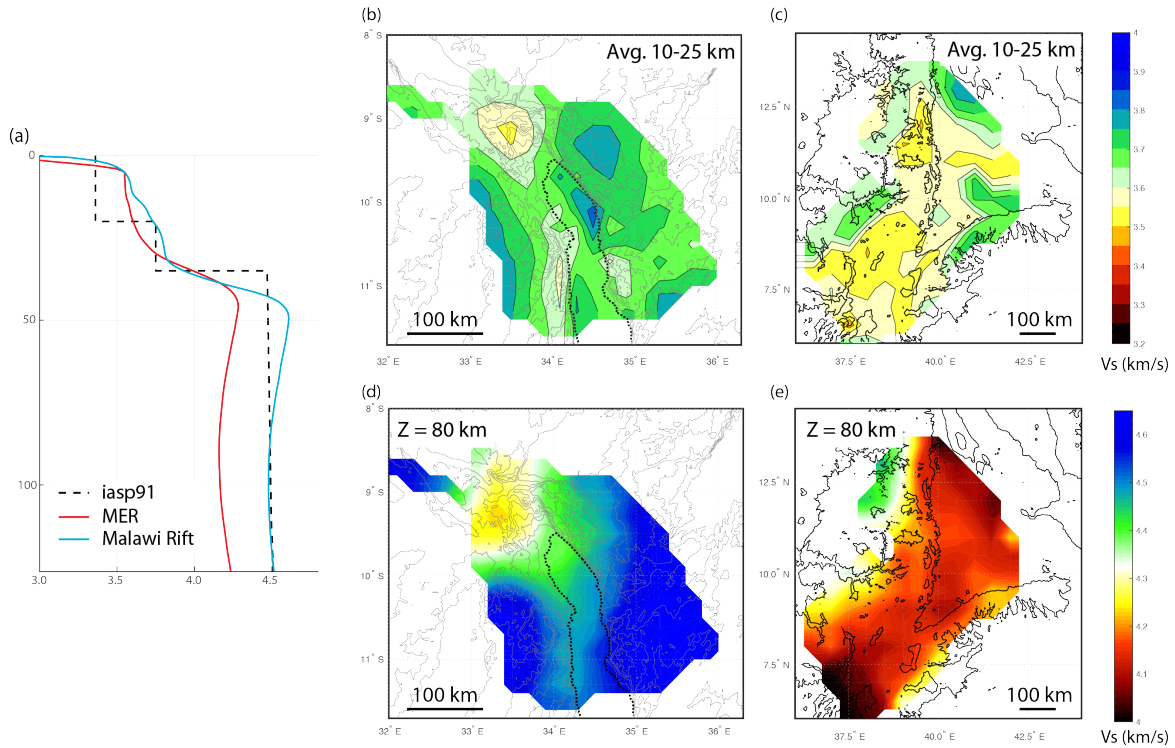 (a)
0
50
100
3.0
3.5
4.0
4.5
iasp91
MER
Malawi Rift
(b)
Avg. 10-25 km
8° S
9° S
10° S
11° S
100 km
32° E
33° E
34° E
35° E
36° E
(c)
Avg. 10-25 km
12.5° N
10.0° N
7.5° N
100 km
37.5° E
40.0° E
42.5° E
4
3.9
3.8
3.7
3.6
3.5
3.4
3.3
3.2
Vs (km/s)
(d)
Z = 80 km
8° S
9° S
10° S
11° S
100 km
32° E
33° E
34° E
35° E
36° E
(e)
Z = 80 km
12.5° N
10.0° N
7.5° N
100 km
37.5° E
40.0° E
42.5° E
4.6
4.5
4.4
4.3
4.2
4.1
4
Vs (km/s)